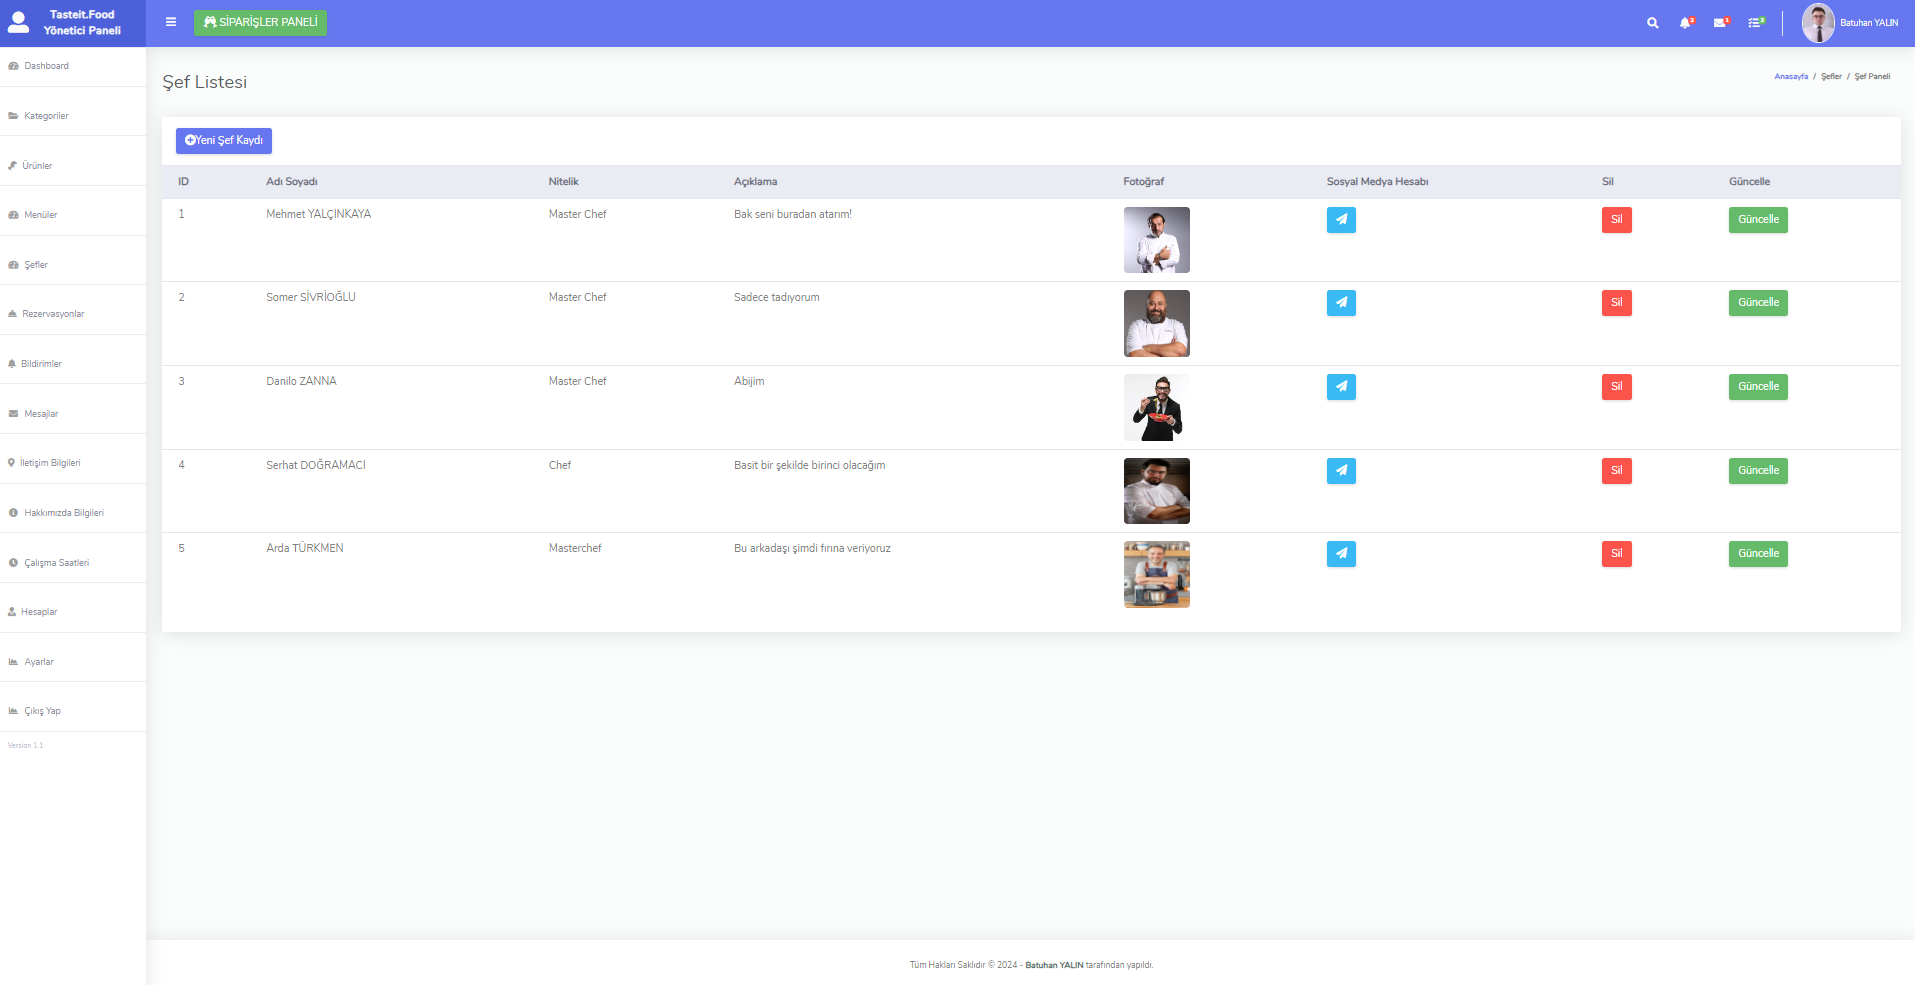 Tasteit.Food
Yönetici Paneli
SİPARİŞLER PANELİ
3
3
3
Batuhan YALIN
Dashboard
Kategoriler
Ürünler
Menüler
Şefler
Rezervasyonlar
Bildirimler
Mesajlar
İletişim Bilgileri
Hakkımızda Bilgileri
Çalışma Saatleri
Hesaplar
Ayarlar
Çıkış Yap
Version 1.1
Şef Listesi
Anasayfa / Şefler / Şef Paneli
Yeni Şef Kaydı
ID Adı Soyadı Nitelik Açıklama Fotoğraf Sosyal Medya Hesabı Sil Güncelle
1 Mehmet YALÇINKAYA Master Chef Bak seni buradan atarım! Sil Güncelle
2 Somer SİVRİOĞLU Master Chef Sadece tadıyorum Sil Güncelle
3 Danilo ZANNA Master Chef Abijim Sil Güncelle
4 Serhat DOĞRAMACI Chef Basit bir şekilde birinci olacağım Sil Güncelle
5 Arda TÜRKMEN Masterchef Bu arkadaşı şimdi fırına veriyoruz Sil Güncelle
Tüm Hakları Saklıdır © 2024 - Batuhan YALIN tarafından yapıldı.